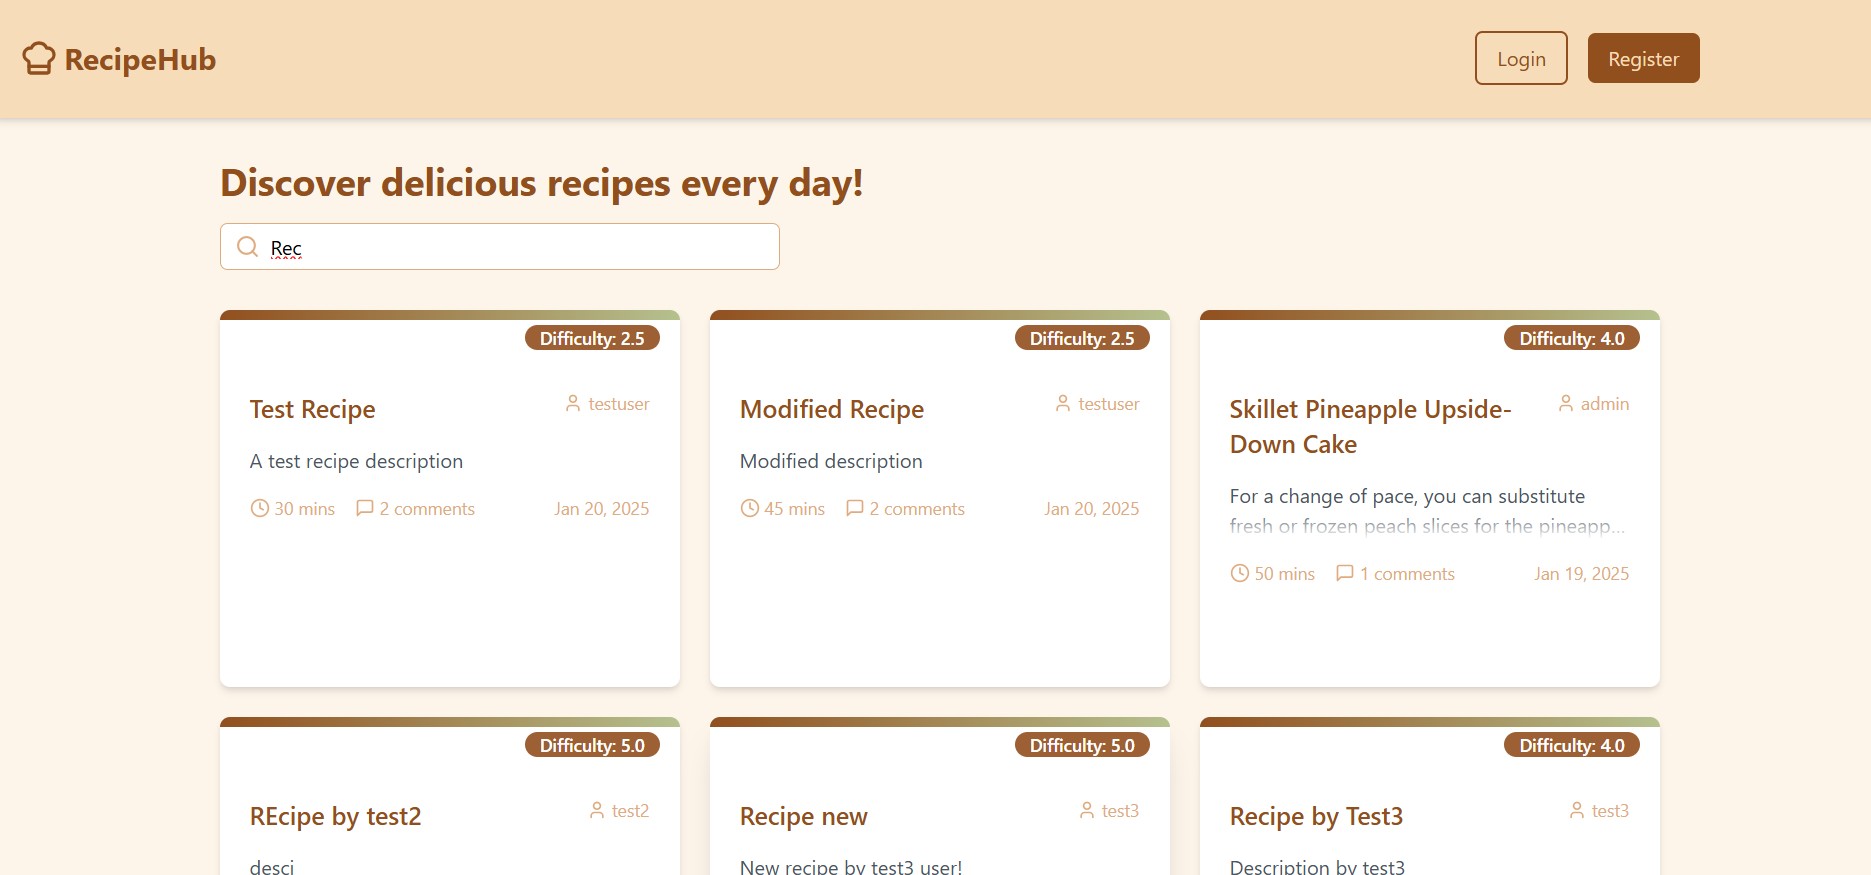 RecipeHub
Login
Register
Discover delicious recipes every day!
Rec
Difficulty: 2.5
Test Recipe
testuser
A test recipe description
30 mins
2 comments
Jan 20, 2025
Difficulty: 2.5
Modified Recipe
testuser
Modified description
45 mins
2 comments
Jan 20, 2025
Difficulty: 4.0
Skillet Pineapple Upside-
Down Cake
admin
For a change of pace, you can substitute
fresh or frozen peach slices for the pineapp...
50 mins
1 comments
Jan 19, 2025
Difficulty: 5.0
REcipe by test2
test2
desci
Difficulty: 5.0
Recipe new
test3
New recipe by test3 user!
Difficulty: 4.0
Recipe by Test3
test3
Description by test3